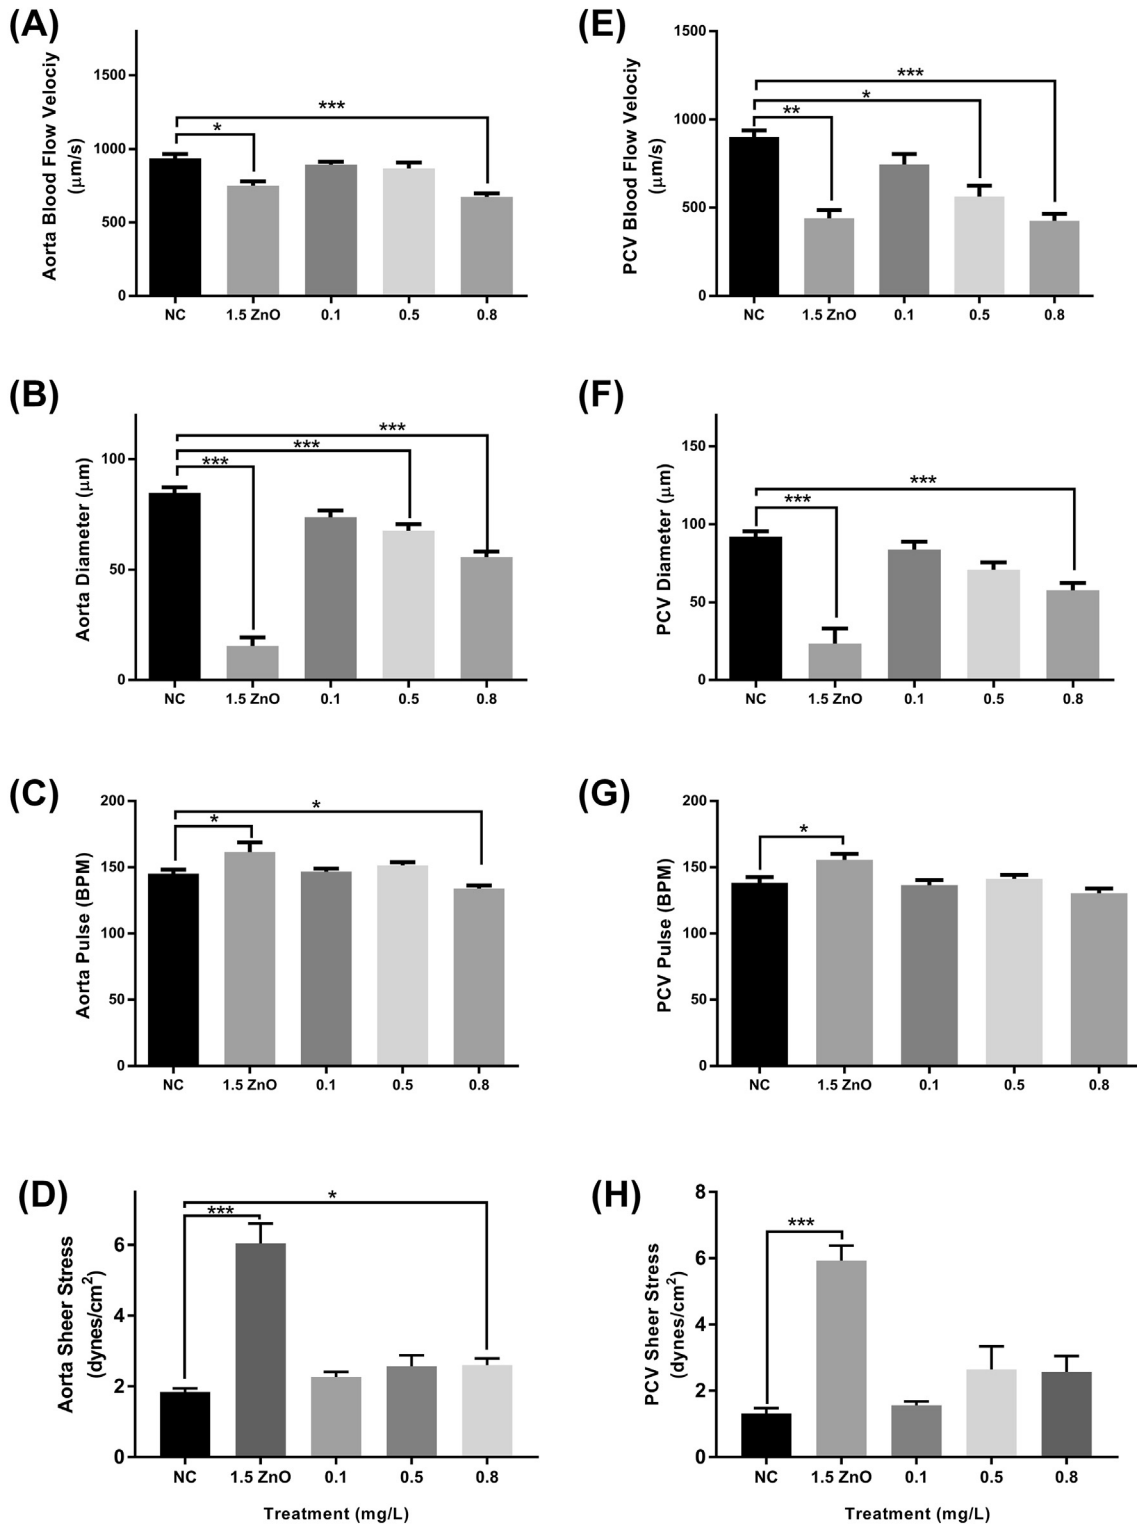 (A)
Aorta Blood Flow Velociy
(μm/s)
1500
1000
500
0
***
*
NC 1.5 ZnO 0.1 0.5 0.8
(E)
PCV Blood Flow Velociy
(μm/s)
1500
1000
500
0
***
*
**
NC 1.5 ZnO 0.1 0.5 0.8
(B)
Aorta Diameter (μm)
100
50
0
***
***
***
NC 1.5 ZnO 0.1 0.5 0.8
(F)
PCV Diameter (μm)
150
100
50
0
***
***
NC 1.5 ZnO 0.1 0.5 0.8
(C)
Aorta Pulse (BPM)
200
150
100
50
0
*
*
NC 1.5 ZnO 0.1 0.5 0.8
(G)
PCV Pulse (BPM)
200
150
100
50
0
*
NC 1.5 ZnO 0.1 0.5 0.8
(D)
Aorta Sheer Stress
(dynes/cm²)
6
4
2
0
*
***
NC 1.5 ZnO 0.1 0.5 0.8
Treatment (mg/L)
(H)
PCV Sheer Stress
(dynes/cm²)
8
6
4
2
0
***
NC 1.5 ZnO 0.1 0.5 0.8
Treatment (mg/L)